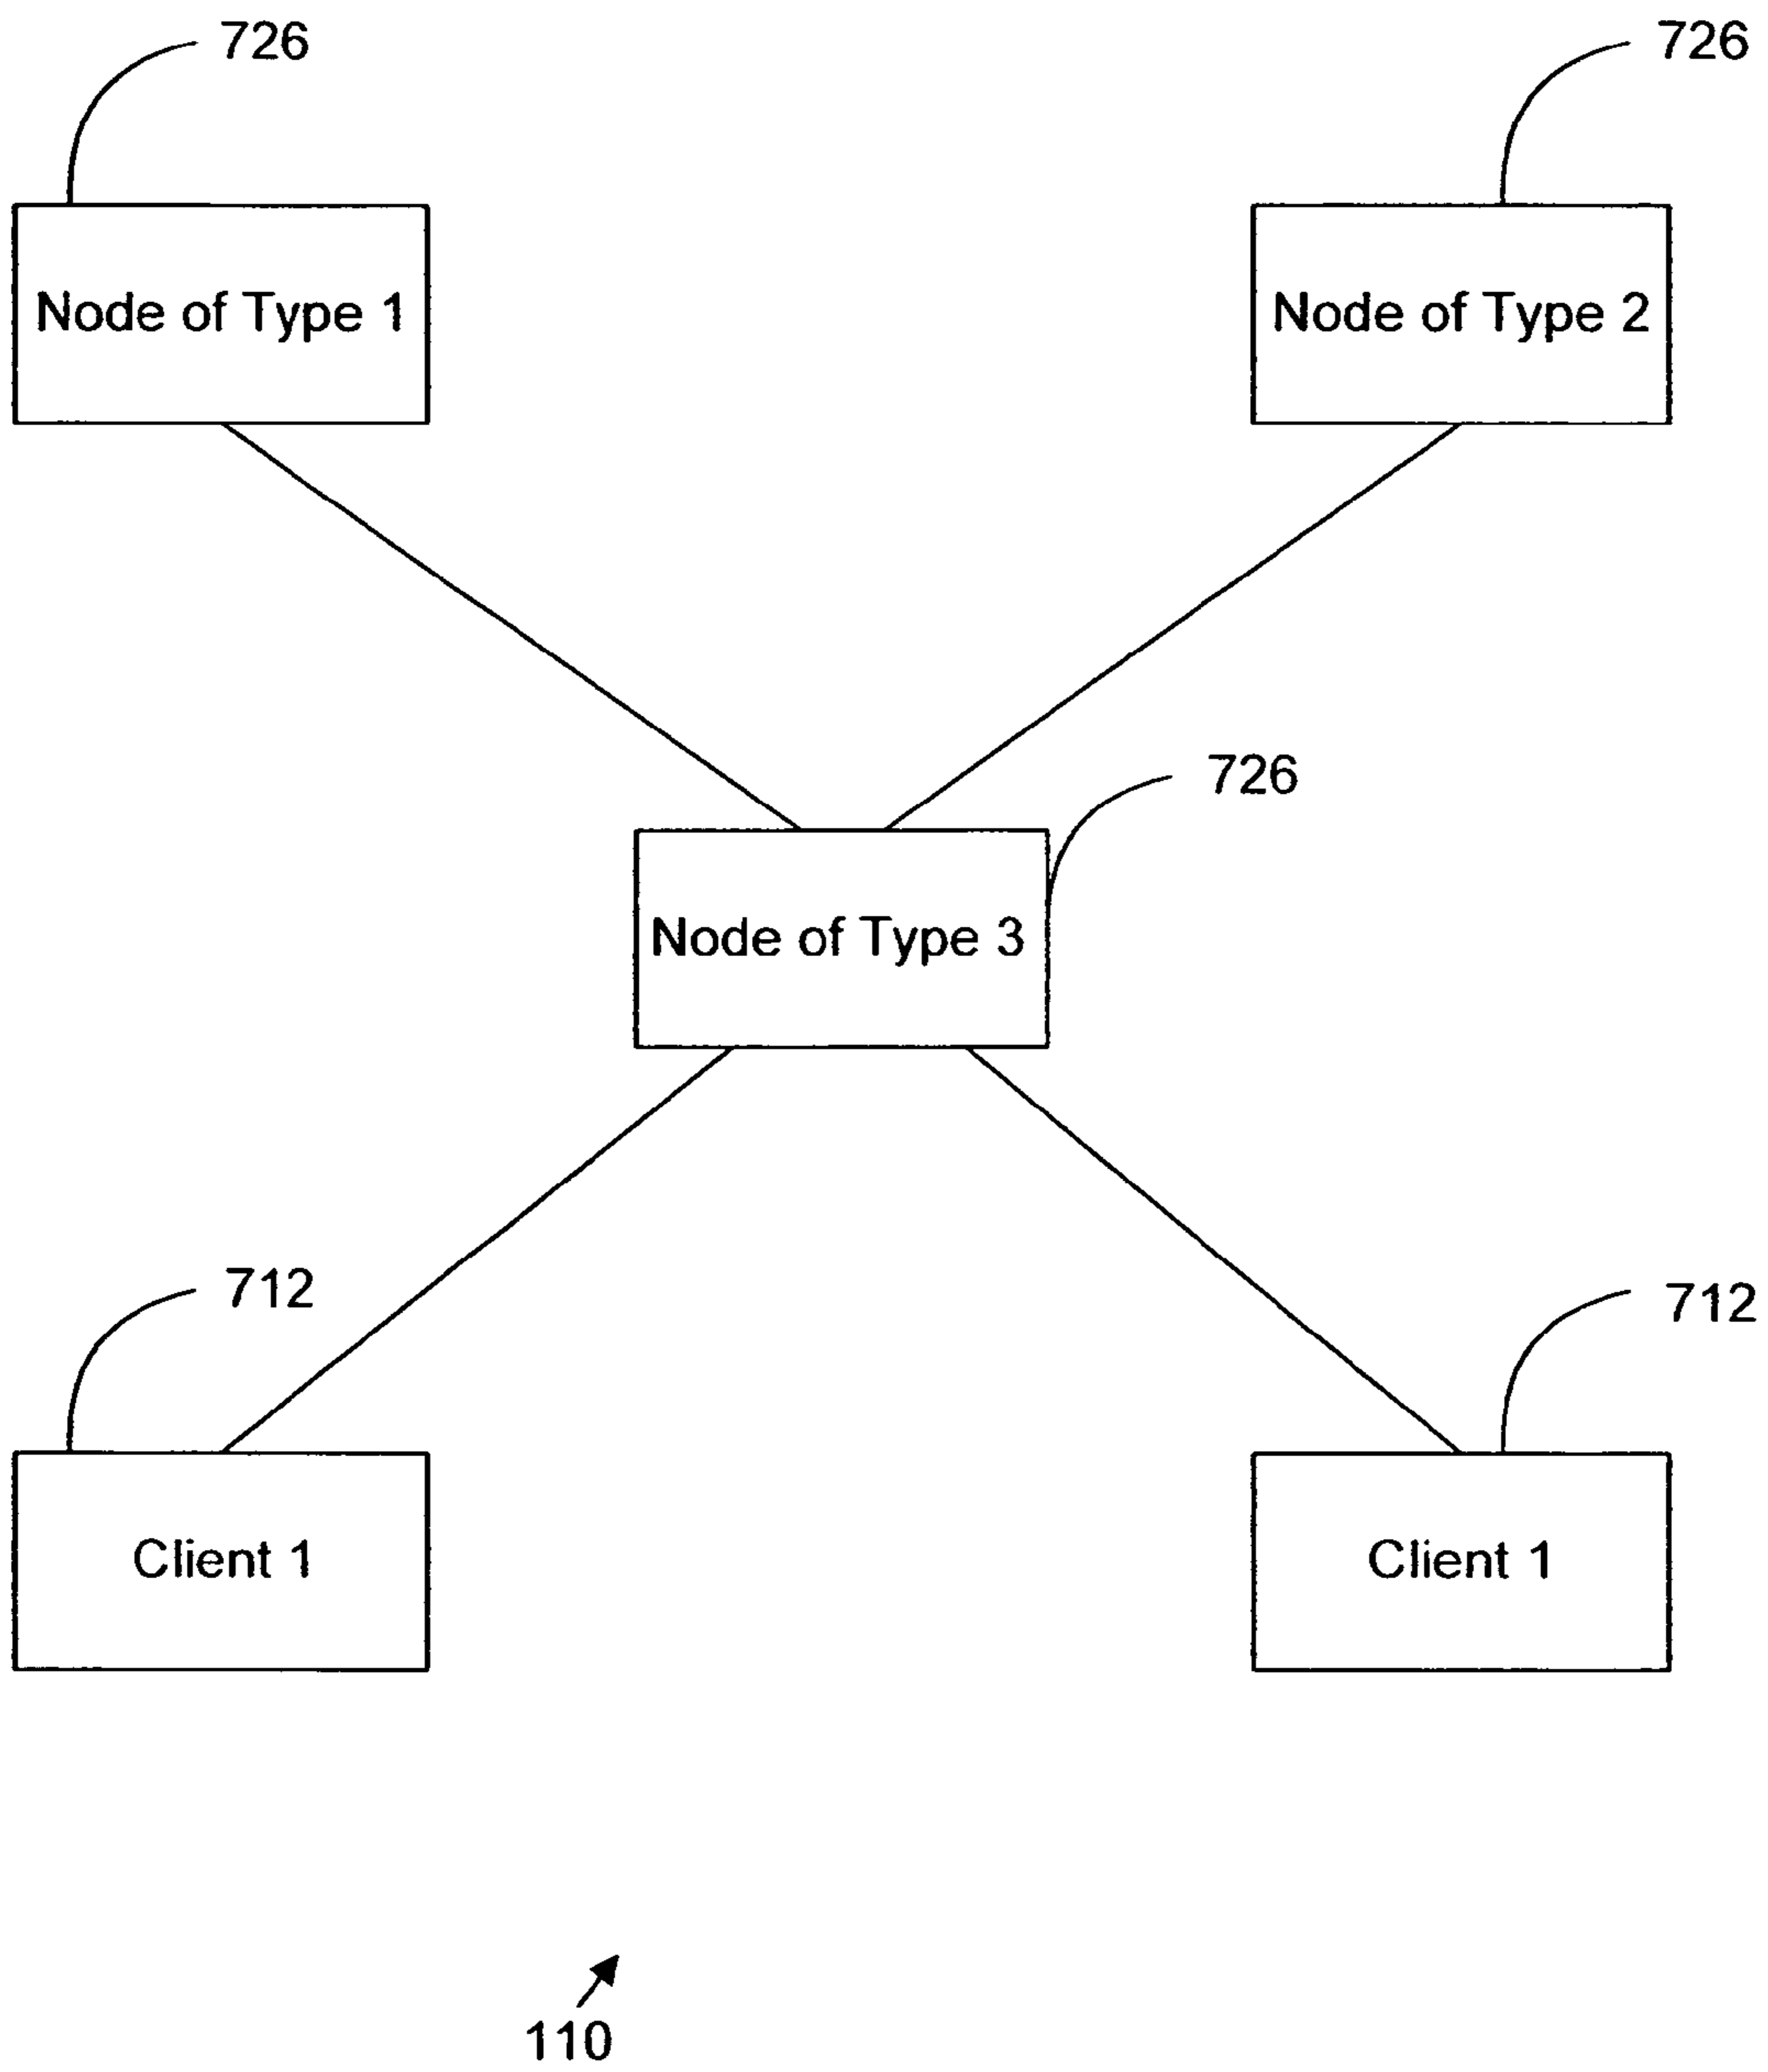 726
726
Node of Type 1
Node of Type 2
726
Node of Type 3
712
712
Client 1
Client 1
110